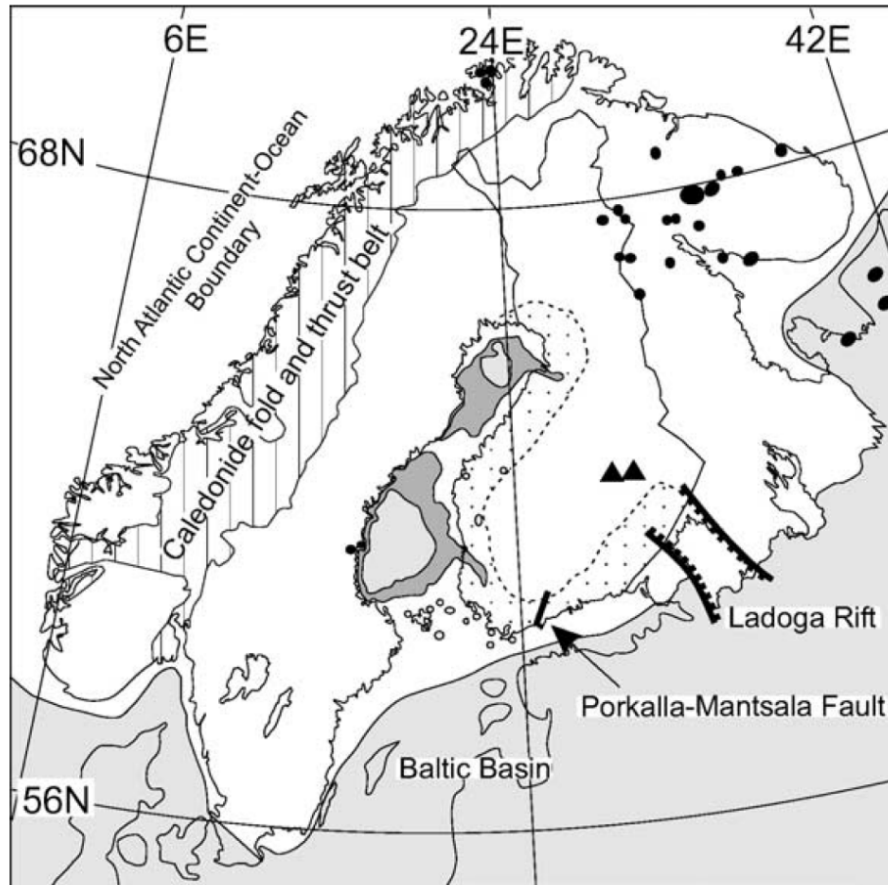 6E
24E
42E
68N
North Atlantic Continent-Ocean
Boundary
Caledonide fold and thrust belt
Ladoga Rift
Porkalla-Mantsala Fault
Baltic Basin
56N